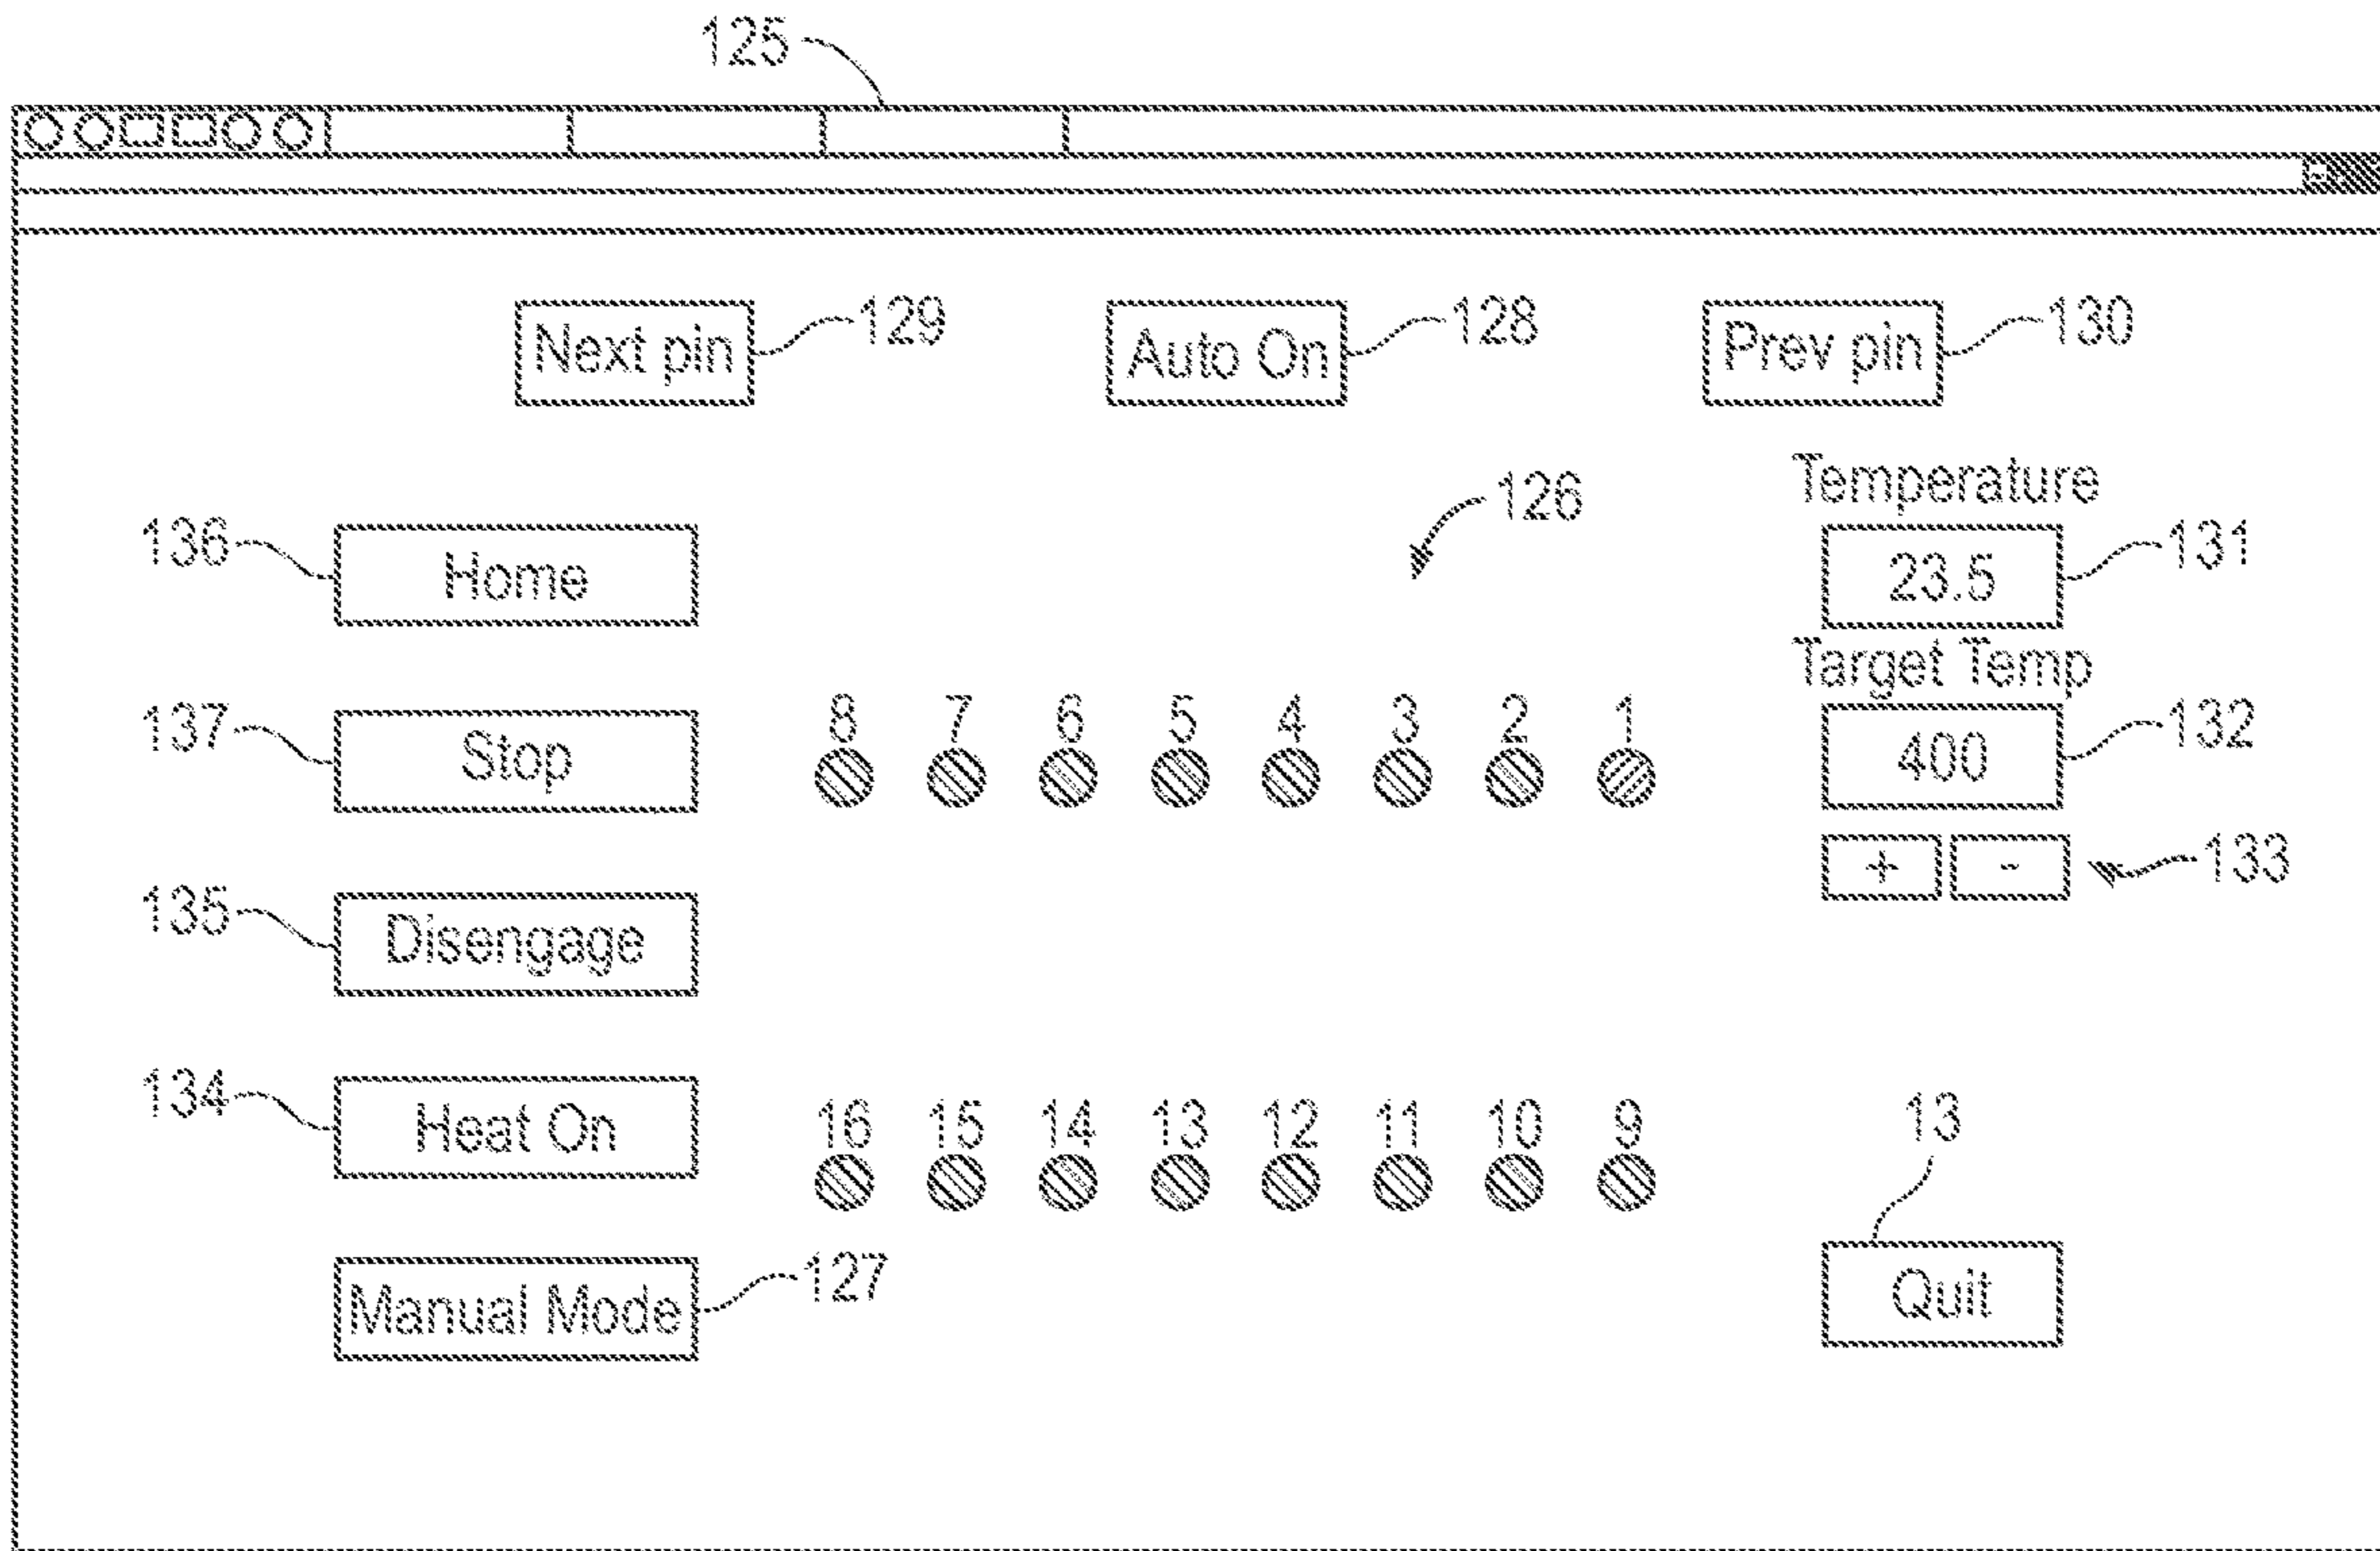 125
Next pin 129 Auto On 128 Prev pin 130
Temperature
136 Home 126 23.5 131
Target Temp
137 Stop 8 7 6 5 4 3 2 1 400 132
+ - 133
135 Disengage
134 Heat On 16 15 14 13 12 11 10 9 13
Manual Mode 127 Quit